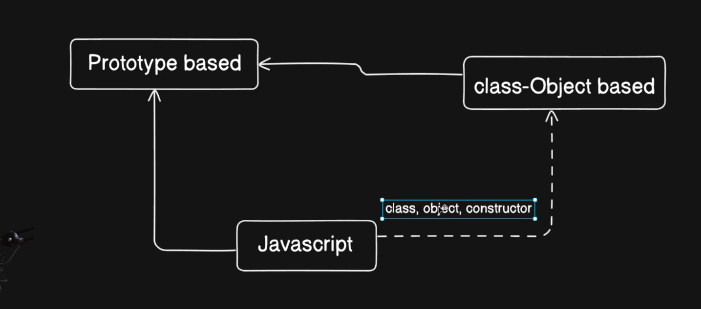 Prototype based
class-Object based
class, object, constructor
Javascript